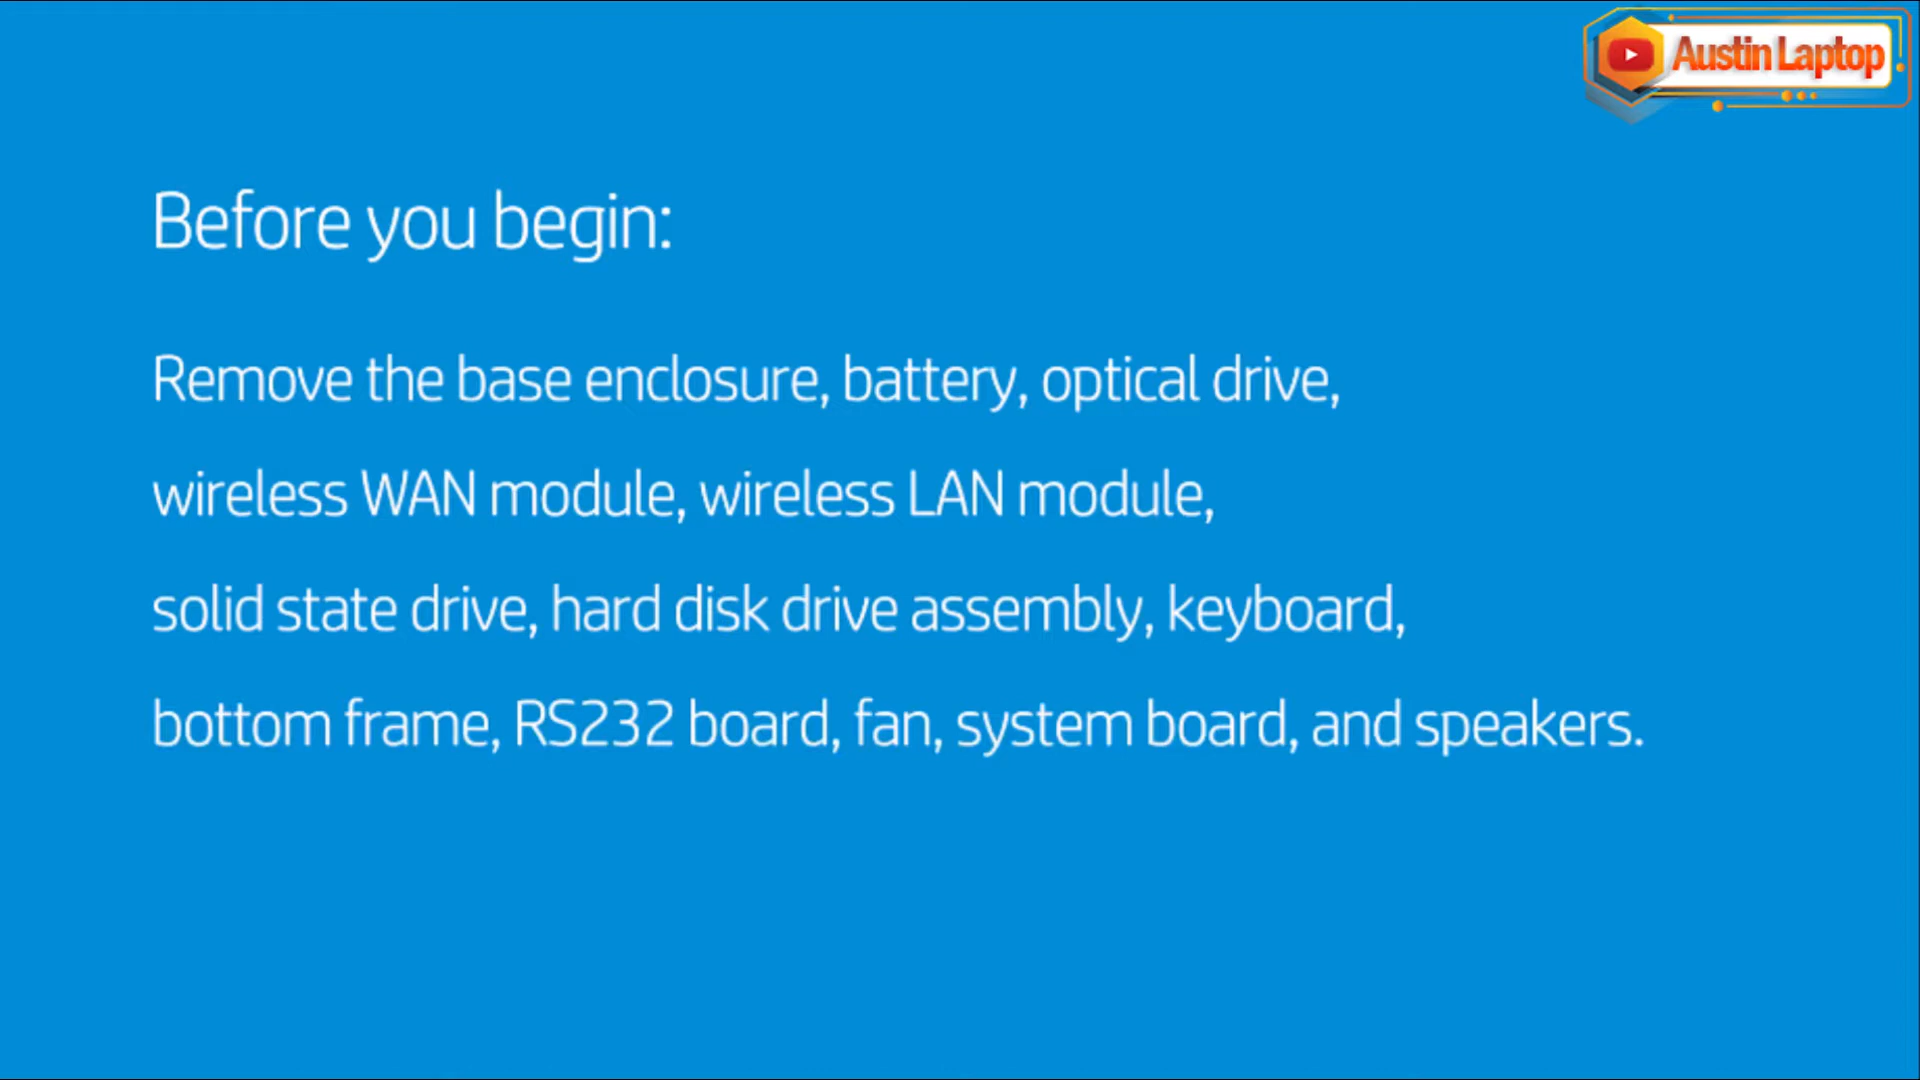 Austin Laptop
Before you begin:
Remove the base enclosure, battery, optical drive,
wireless WAN module, wireless LAN module,
solid state drive, hard disk drive assembly, keyboard,
bottom frame, RS232 board, fan, system board, and speakers.